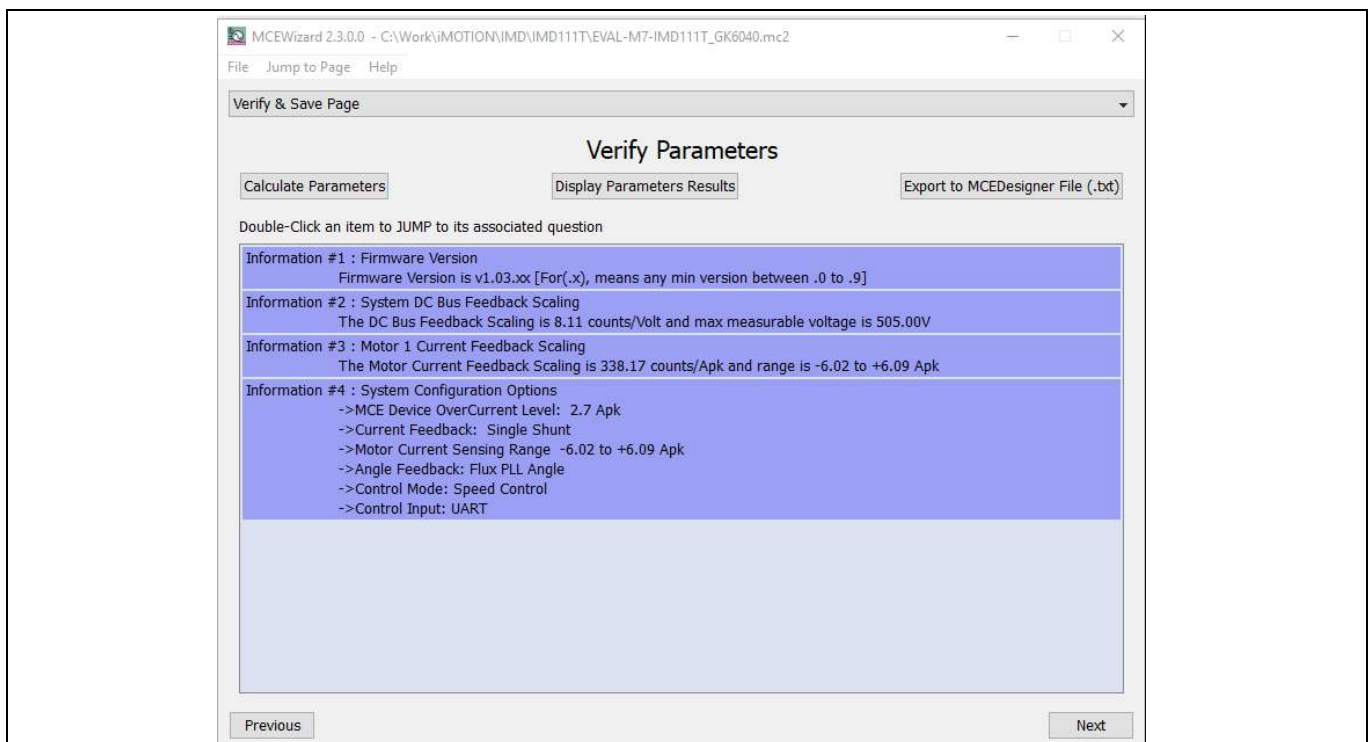 MCEWizard 2.3.0.0 - C:\Work\iMOTION\IMD\IMD111T\EVAL-M7-IMD111T_GK6040.mc2
File Jump to Page Help
Verify & Save Page
Verify Parameters
Calculate Parameters Display Parameters Results Export to MCEDesigner File (.txt)
Double-Click an item to JUMP to its associated question
Information #1 : Firmware Version
Firmware Version is v1.03.xx [For(.x), means any min version between .0 to .9]
Information #2 : System DC Bus Feedback Scaling
The DC Bus Feedback Scaling is 8.11 counts/Volt and max measurable voltage is 505.00V
Information #3 : Motor 1 Current Feedback Scaling
The Motor Current Feedback Scaling is 338.17 counts/Apk and range is -6.02 to +6.09 Apk
Information #4 : System Configuration Options
->MCE Device OverCurrent Level: 2.7 Apk
->Current Feedback: Single Shunt
->Motor Current Sensing Range -6.02 to +6.09 Apk
->Angle Feedback: Flux PLL Angle
->Control Mode: Speed Control
->Control Input: UART
Previous Next